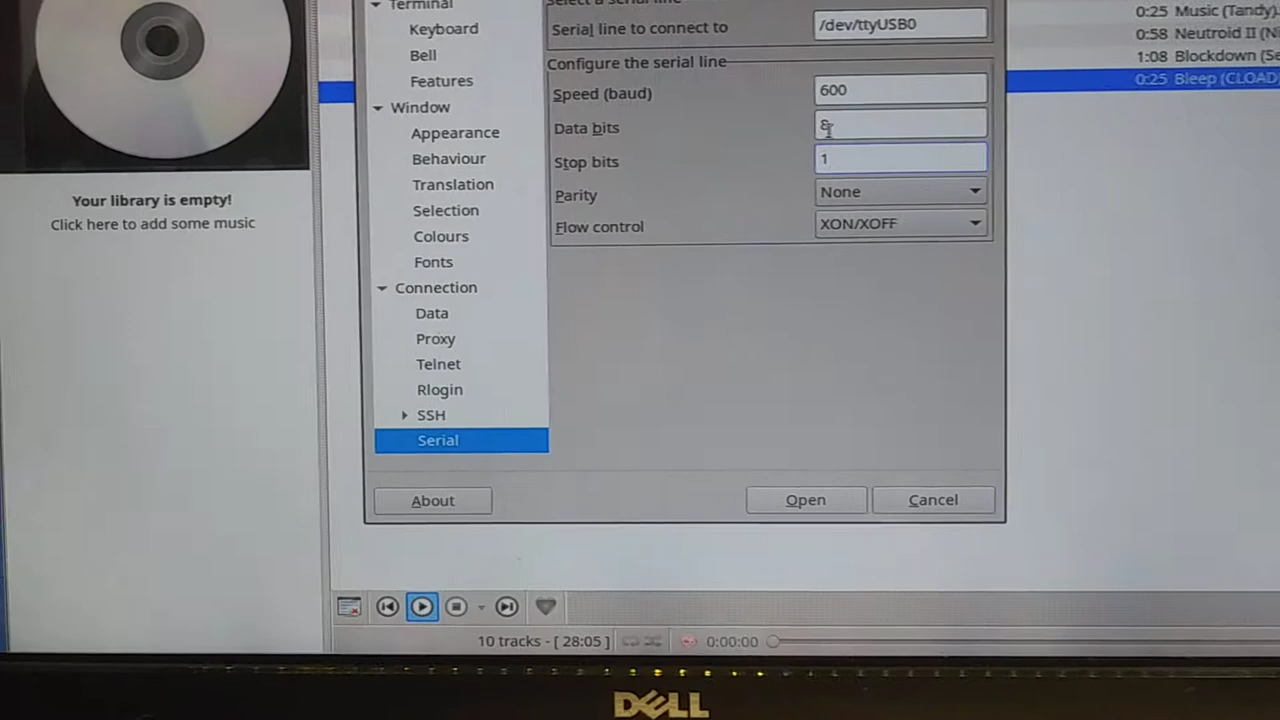 Terminal
Keyboard
Bell
Features
Window
Appearance
Behaviour
Translation
Selection
Colours
Fonts
Connection
Data
Proxy
Telnet
Rlogin
SSH
Serial
Select a serial line
Serial line to connect to
/dev/ttyUSB0
Configure the serial line
Speed (baud)
600
Data bits
8
Stop bits
1
Parity
None
Flow control
XON/XOFF
About
Open
Cancel
0:25 Music (Tandy)
0:58 Neutroid II (Ni
1:08 Blockdown (Se
0:25 Bleep (CLOAD
Your library is empty!
Click here to add some music
10 tracks - [ 28:05 ]
0:00:00
DELL